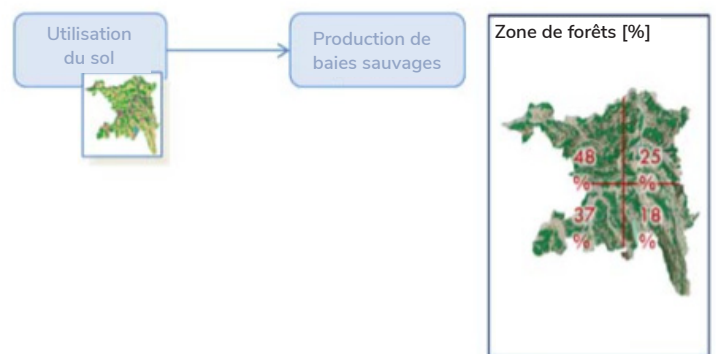 Utilisation
du sol
Production de
baies sauvages
Zone de forêts [%]
48
%
25
%
37
%
18
%